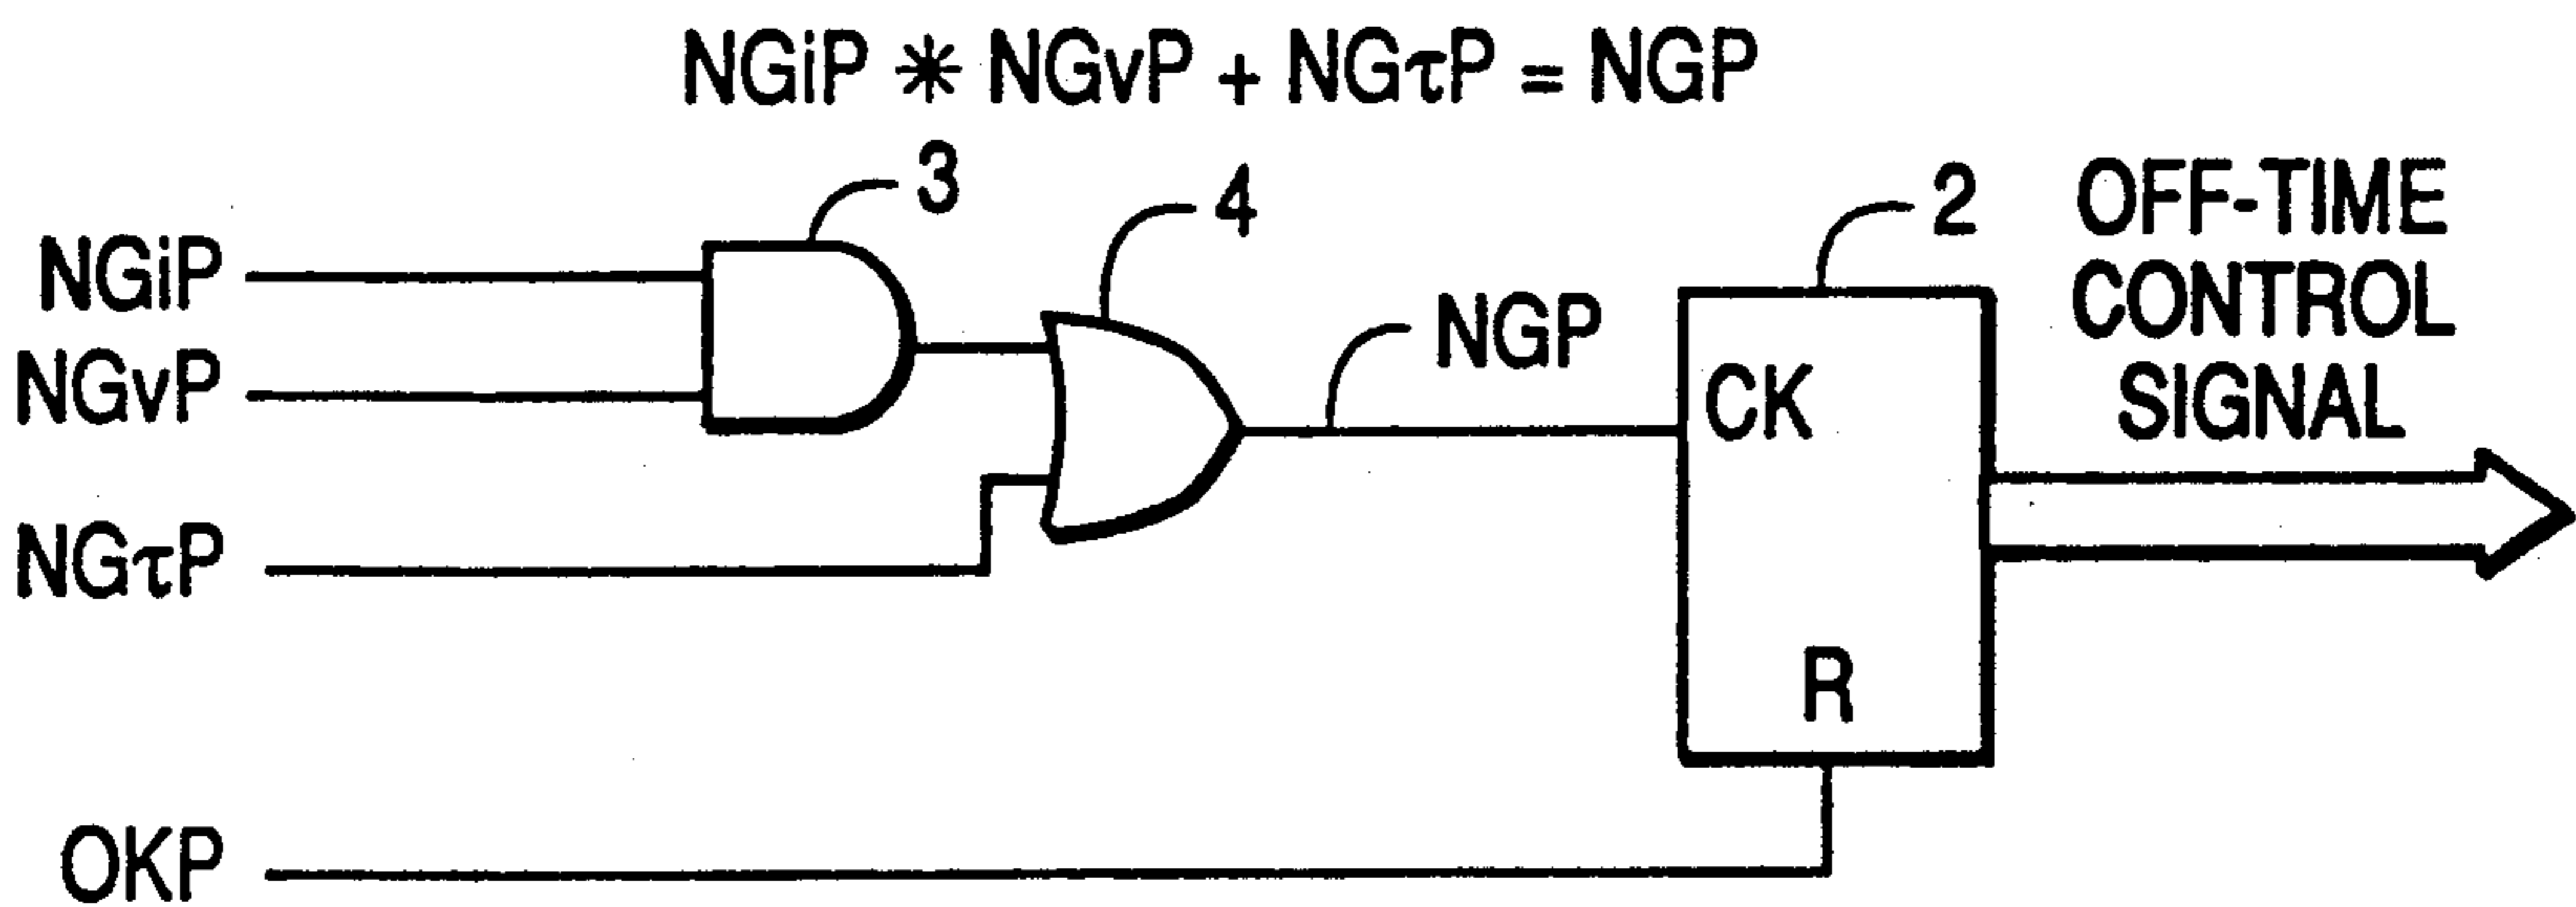 NGiP * NGvP + NGτP = NGP
3
4
2
OFF-TIME
CONTROL
SIGNAL
NGiP
NGvP
NGP
CK
NGτP
R
OKP